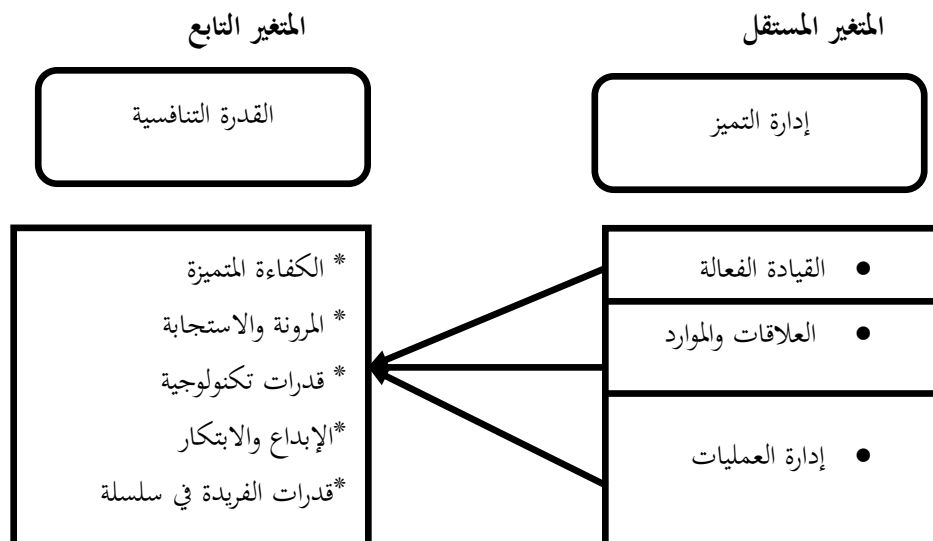 المتغير المستقل
المتغير التابع
إدارة التميز
القدرة التنافسية
● القيادة الفعالة
● العلاقات والموارد
● إدارة العمليات
* الكفاءة المتميزة
* المرونة والاستجابة
* قدرات تكنولوجية
*الإبداع والابتكار
*قدرات الفريدة في سلسلة